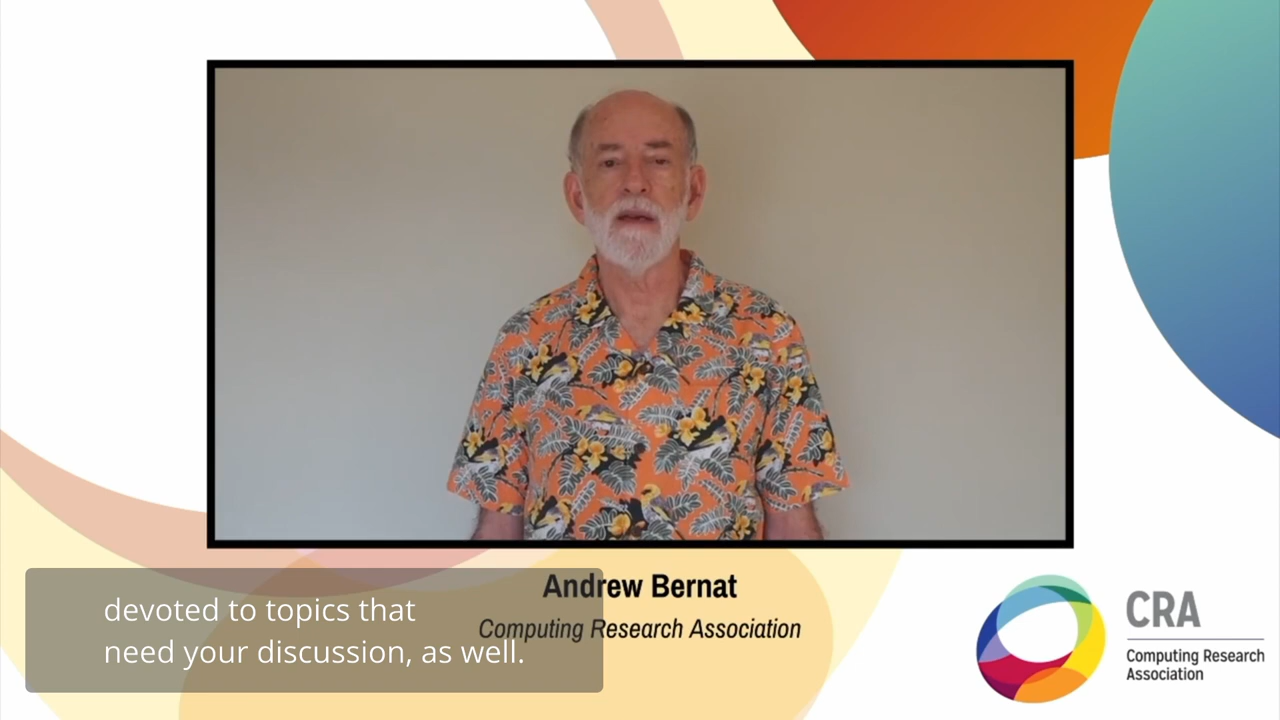 Andrew Bernat
Computing Research Association
devoted to topics that
need your discussion, as well.
CRA
Computing Research
Association